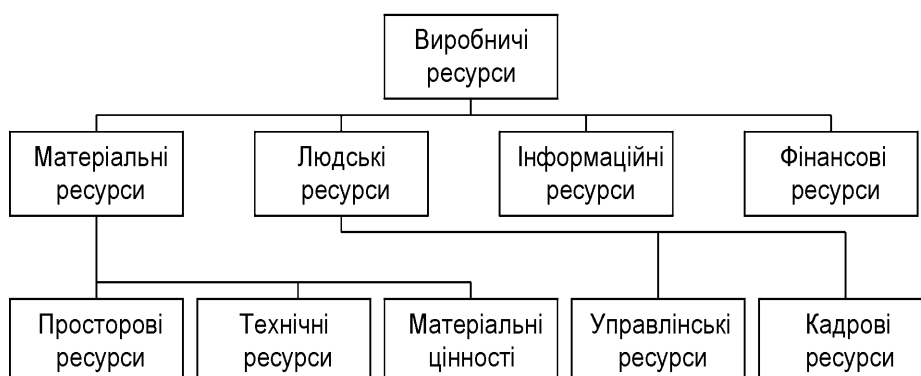 Виробничі
ресурси
Матеріальні
ресурси
Людські
ресурси
Інформаційні
ресурси
Фінансові
ресурси
Просторові
ресурси
Технічні
ресурси
Матеріальні
цінності
Управлінські
ресурси
Кадрові
ресурси